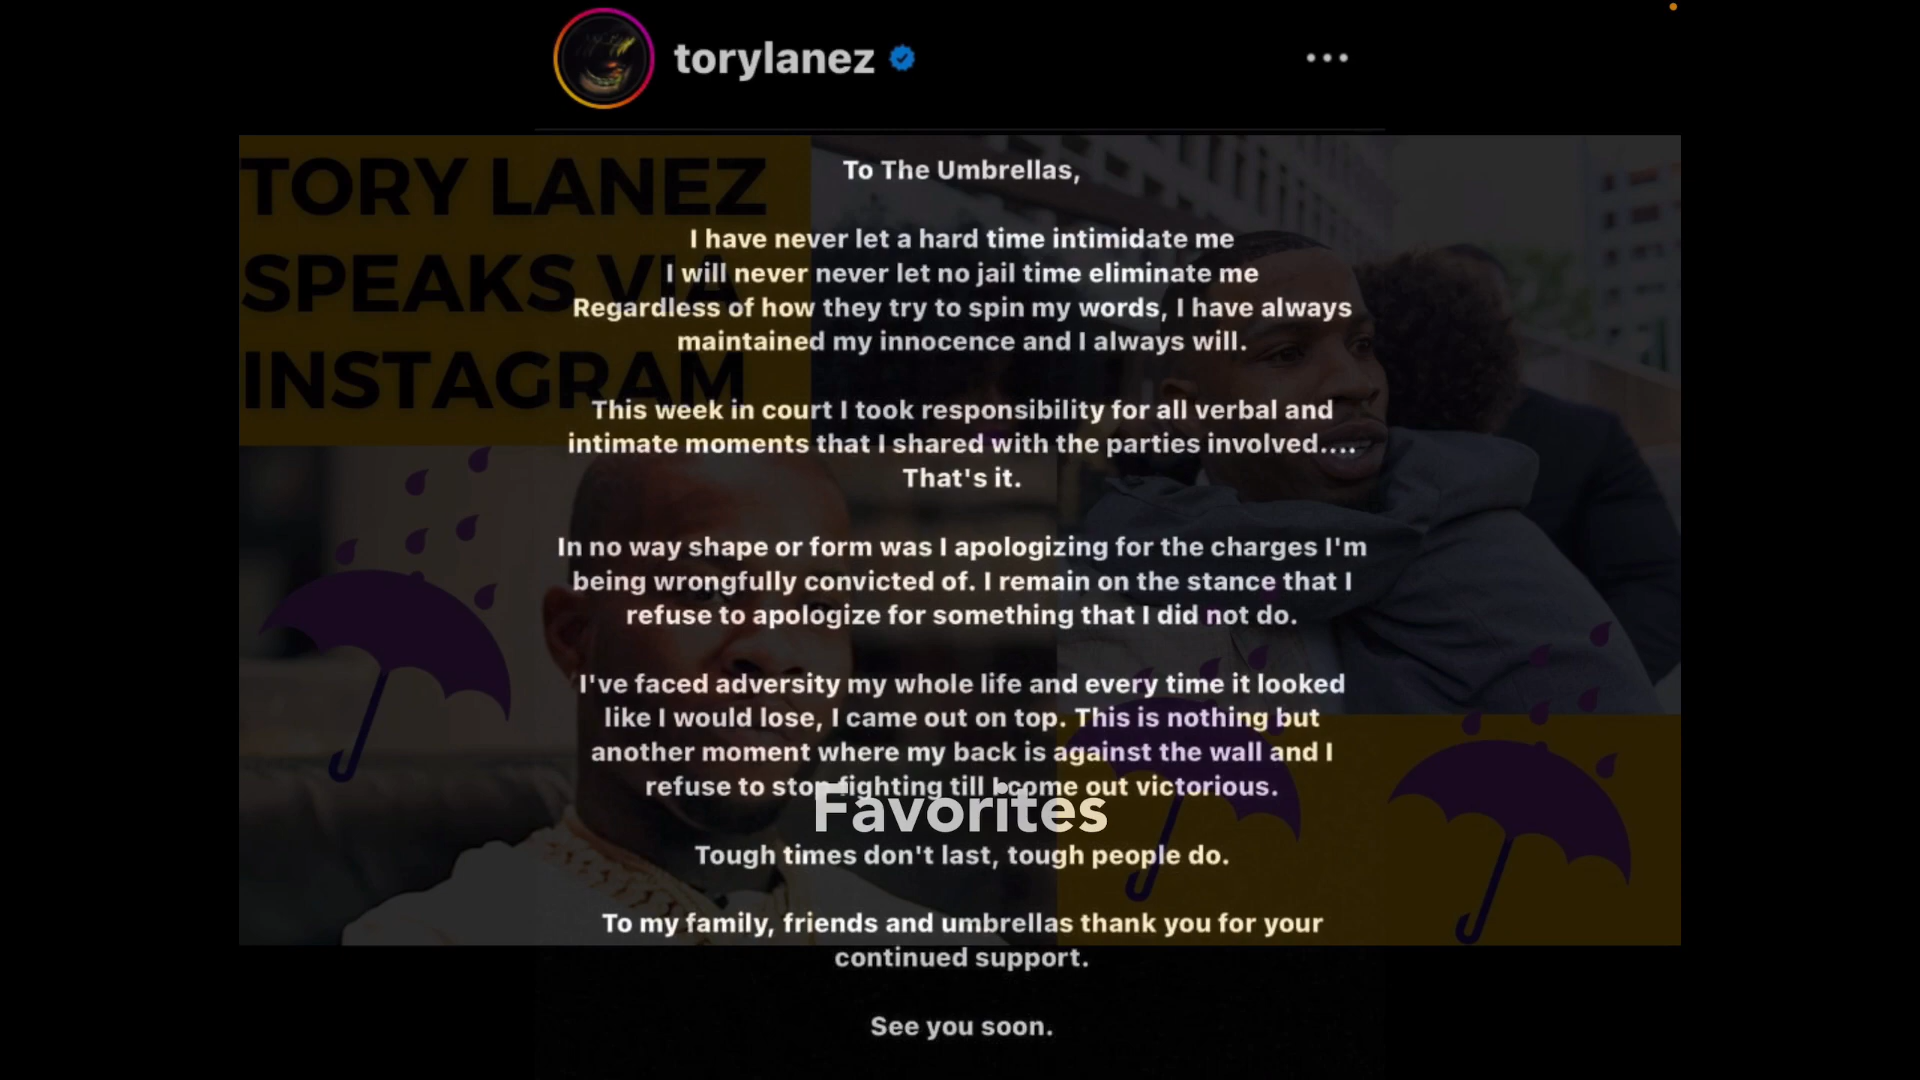 torylanez
TORY LANEZ
SPEAKS VIA
INSTAGRAM
To The Umbrellas,
I have never let a hard time intimidate me
I will never never let no jail time eliminate me
Regardless of how they try to spin my words, I have always
maintained my innocence and I always will.
This week in court I took responsibility for all verbal and
intimate moments that I shared with the parties involved....
That's it.
In no way shape or form was I apologizing for the charges I'm
being wrongfully convicted of. I remain on the stance that I
refuse to apologize for something that I did not do.
I've faced adversity my whole life and every time it looked
like I would lose, I came out on top. This is nothing but
another moment where my back is against the wall and I
refuse to stop fighting till I come out victorious.
Favorites
Tough times don't last, tough people do.
To my family, friends and umbrellas thank you for your
continued support.
See you soon.